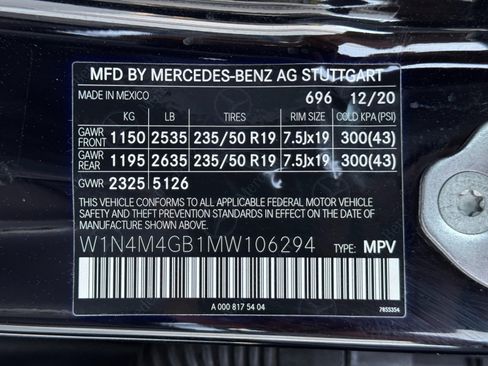 MFD BY MERCEDES-BENZ AG STUTTGART
MADE IN MEXICO 696 12/20
KG LB TIRES RIM SIZE COLD KPA (PSI)
GAWR FRONT 1150 2535 235/50 R19 7.5Jx19 300(43)
GAWR REAR 1195 2635 235/50 R19 7.5Jx19 300(43)
GVWR 2325 5126
THIS VEHICLE CONFORMS TO ALL
APPLICABLE FEDERAL MOTOR VEHICLE
SAFETY, BUMPER AND THEFT PREVENTION STANDARDS
IN EFFECT ON THE DATE OF MANUFACTURE SHOWN ABOVE.
W1N4M4GB1MW106294 TYPE: MPV
A 000 817 54 04
7855354